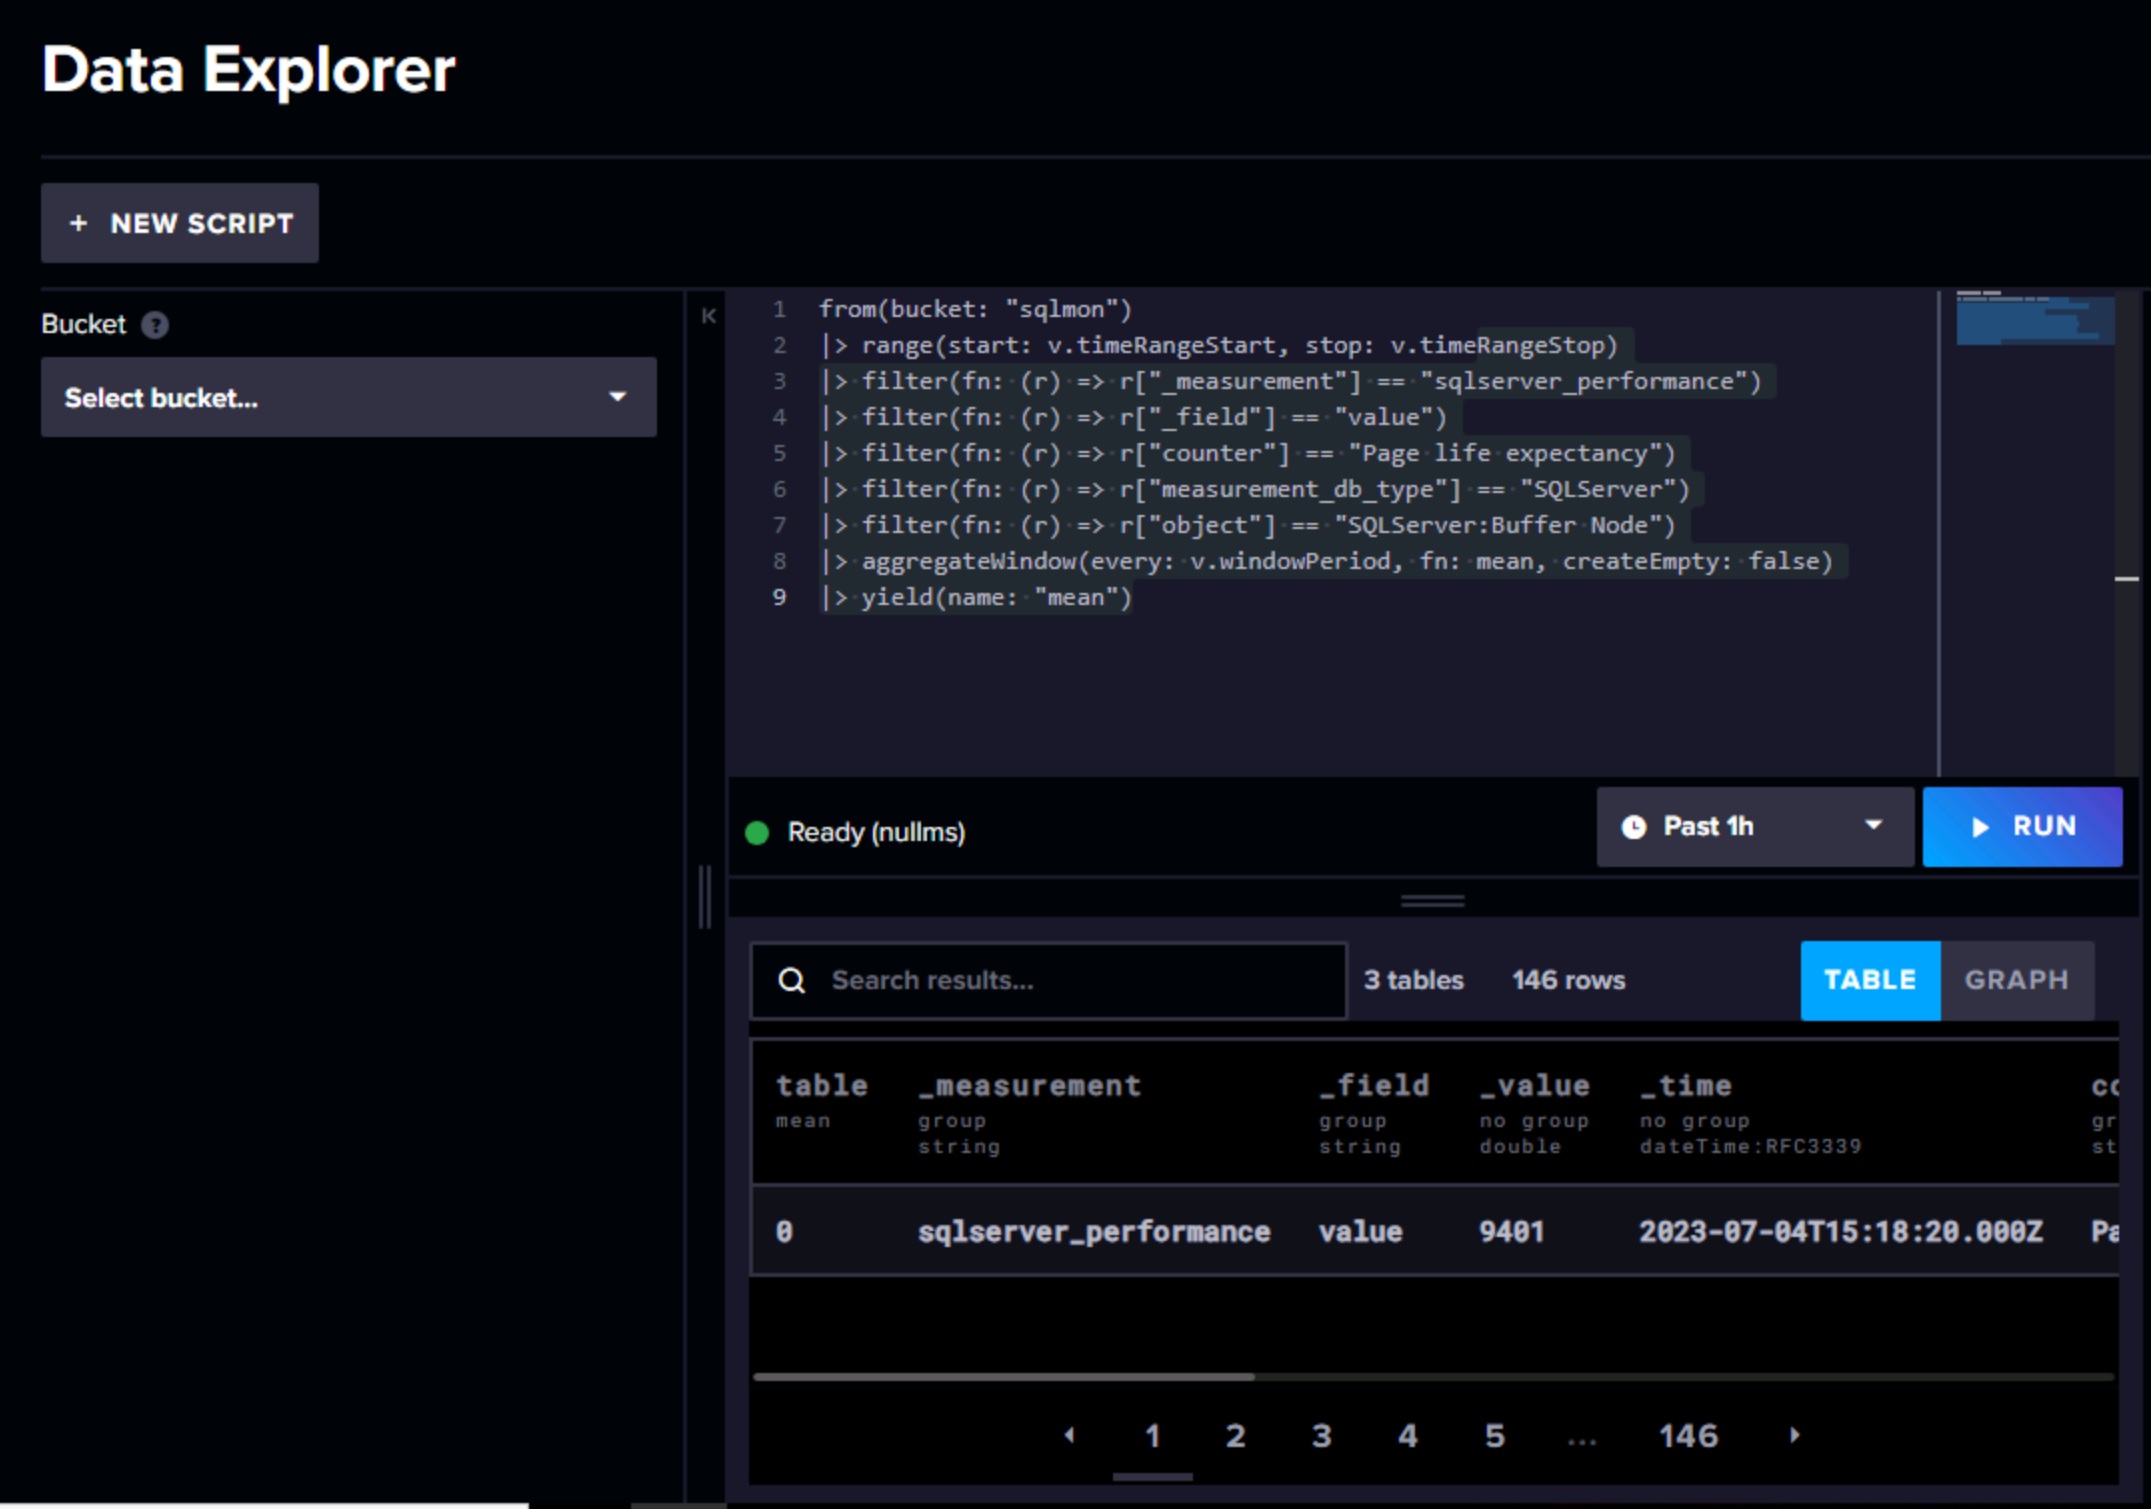 Data Explorer
+ NEW SCRIPT
Bucket ?
Select bucket...
1 from(bucket: "sqlmon")
2 |> range(start: v.timeRangeStart, stop: v.timeRangeStop)
3 |> filter(fn: (r) => r["_measurement"] == "sqlserver_performance")
4 |> filter(fn: (r) => r["_field"] == "value")
5 |> filter(fn: (r) => r["counter"] == "Page life expectancy")
6 |> filter(fn: (r) => r["measurement_db_type"] == "SQLServer")
7 |> filter(fn: (r) => r["object"] == "SQLServer:Buffer Node")
8 |> aggregateWindow(every: v.windowPeriod, fn: mean, createEmpty: false)
9 |> yield(name: "mean")
Ready (nullms)
Past 1h
RUN
Search results...
3 tables 146 rows
TABLE GRAPH
table _measurement _field _value _time
mean group group no group no group
string string double dateTime:RFC3339
0 sqlserver_performance value 9401 2023-07-04T15:18:20.000Z Pa
1 2 3 4 5 ... 146